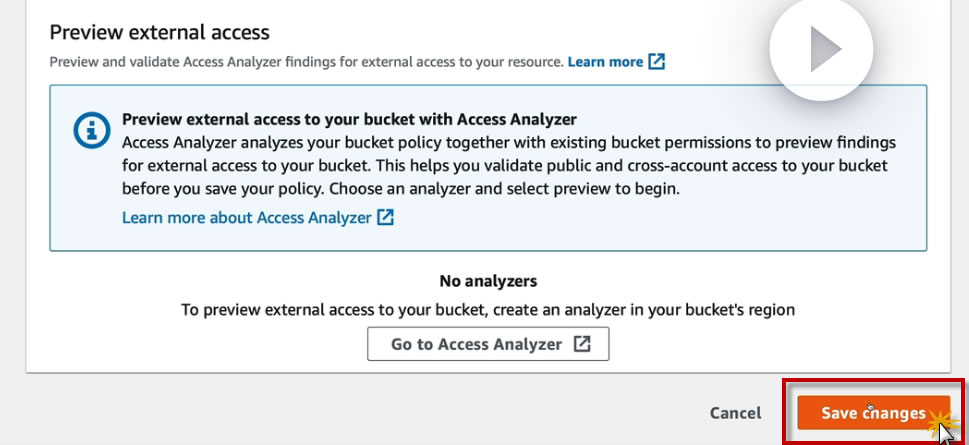 Preview external access
Preview and validate Access Analyzer findings for external access to your resource. Learn more
Preview external access to your bucket with Access Analyzer
Access Analyzer analyzes your bucket policy together with existing bucket permissions to preview findings
for external access to your bucket. This helps you validate public and cross-account access to your bucket
before you save your policy. Choose an analyzer and select preview to begin.
Learn more about Access Analyzer
No analyzers
To preview external access to your bucket, create an analyzer in your bucket's region
Go to Access Analyzer
Cancel Save changes